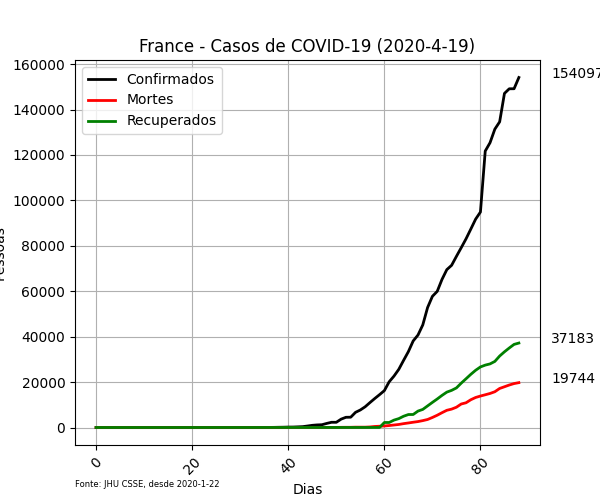 France - Casos de COVID-19 (2020-4-19)
Confirmados
Mortes
Recuperados
160000
140000
120000
100000
80000
60000
40000
20000
0
154097
37183
19744
0
20
40
60
80
Dias
Fonte: JHU CSSE, desde 2020-1-22